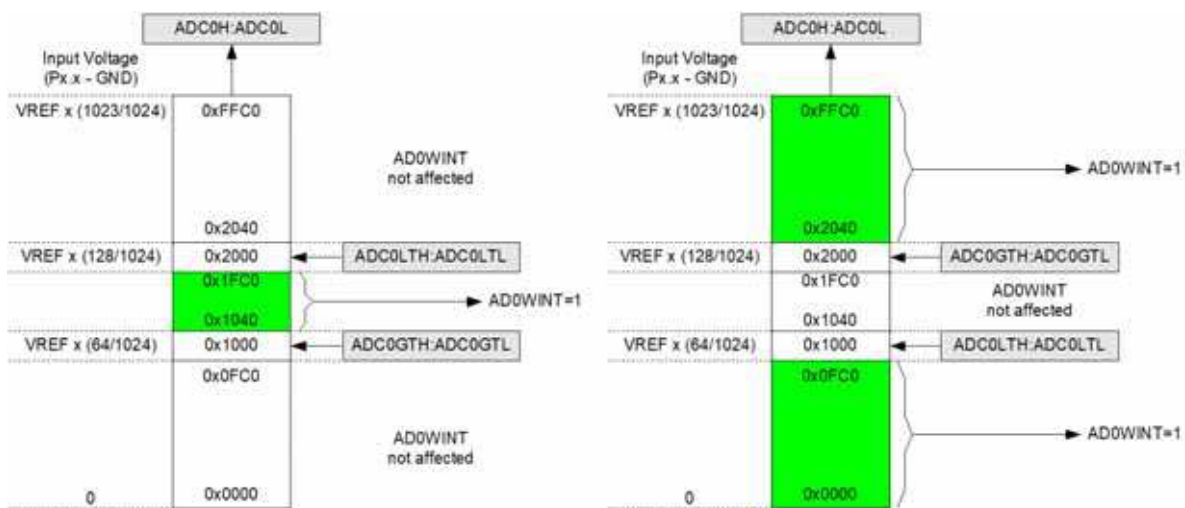 ADC0H:ADC0L
Input Voltage
(Px.x - GND)
VREF x (1023/1024)
0xFFC0
AD0WINT
not affected
0x2040
VREF x (128/1024)
0x2000
ADC0LTH:ADC0LTL
0x1FC0
AD0WINT=1
0x1040
VREF x (64/1024)
0x1000
ADC0GTH:ADC0GTL
0x0FC0
AD0WINT
not affected
0
0x0000
ADC0H:ADC0L
Input Voltage
(Px.x - GND)
VREF x (1023/1024)
0xFFC0
AD0WINT=1
0x2040
VREF x (128/1024)
0x2000
ADC0GTH:ADC0GTL
0x1FC0
AD0WINT
not affected
0x1040
VREF x (64/1024)
0x1000
ADC0LTH:ADC0LTL
0x0FC0
AD0WINT=1
0
0x0000